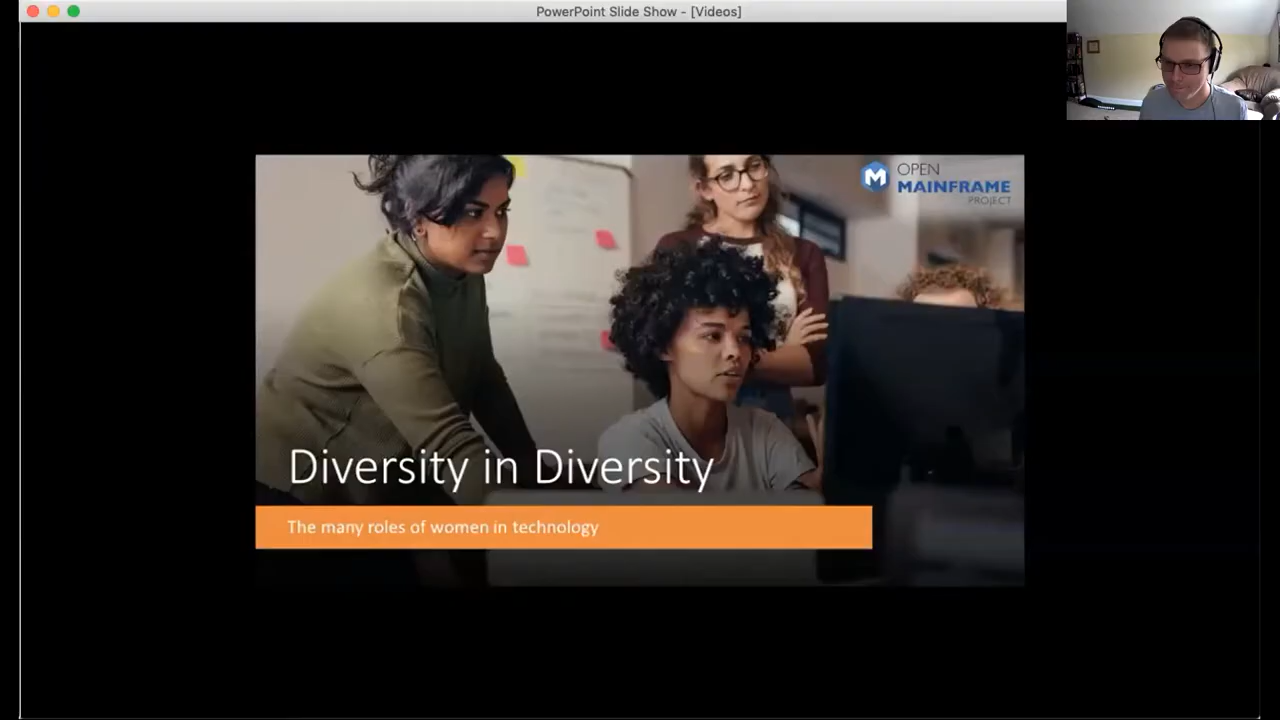 PowerPoint Slide Show - [Videos]
OPEN
MAINFRAME
PROJECT
Diversity in Diversity
The many roles of women in technology